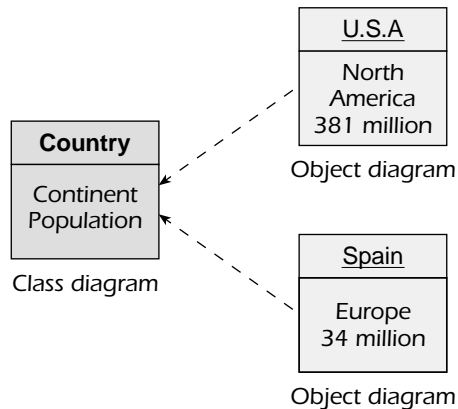 U.S.A
North
America
381 million
Object diagram
Country
Continent
Population
Class diagram
Spain
Europe
34 million
Object diagram